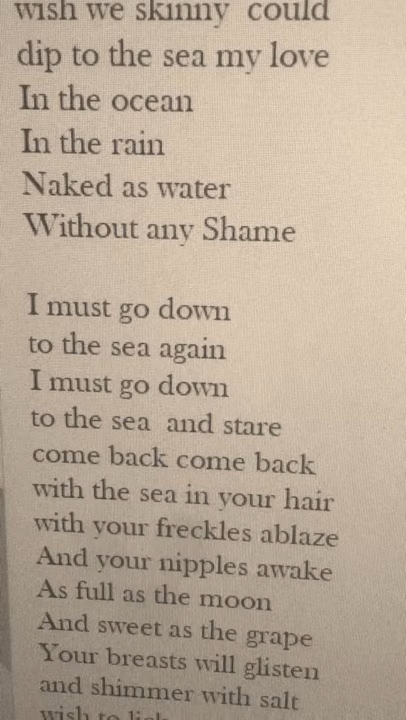 wish we skinny could
dip to the sea my love
In the ocean
In the rain
Naked as water
Without any Shame
I must go down
to the sea again
I must go down
to the sea and stare
come back come back
with the sea in your hair
with your freckles ablaze
And your nipples awake
As full as the moon
And sweet as the grape
Your breasts will glisten
and shimmer with salt
wish to